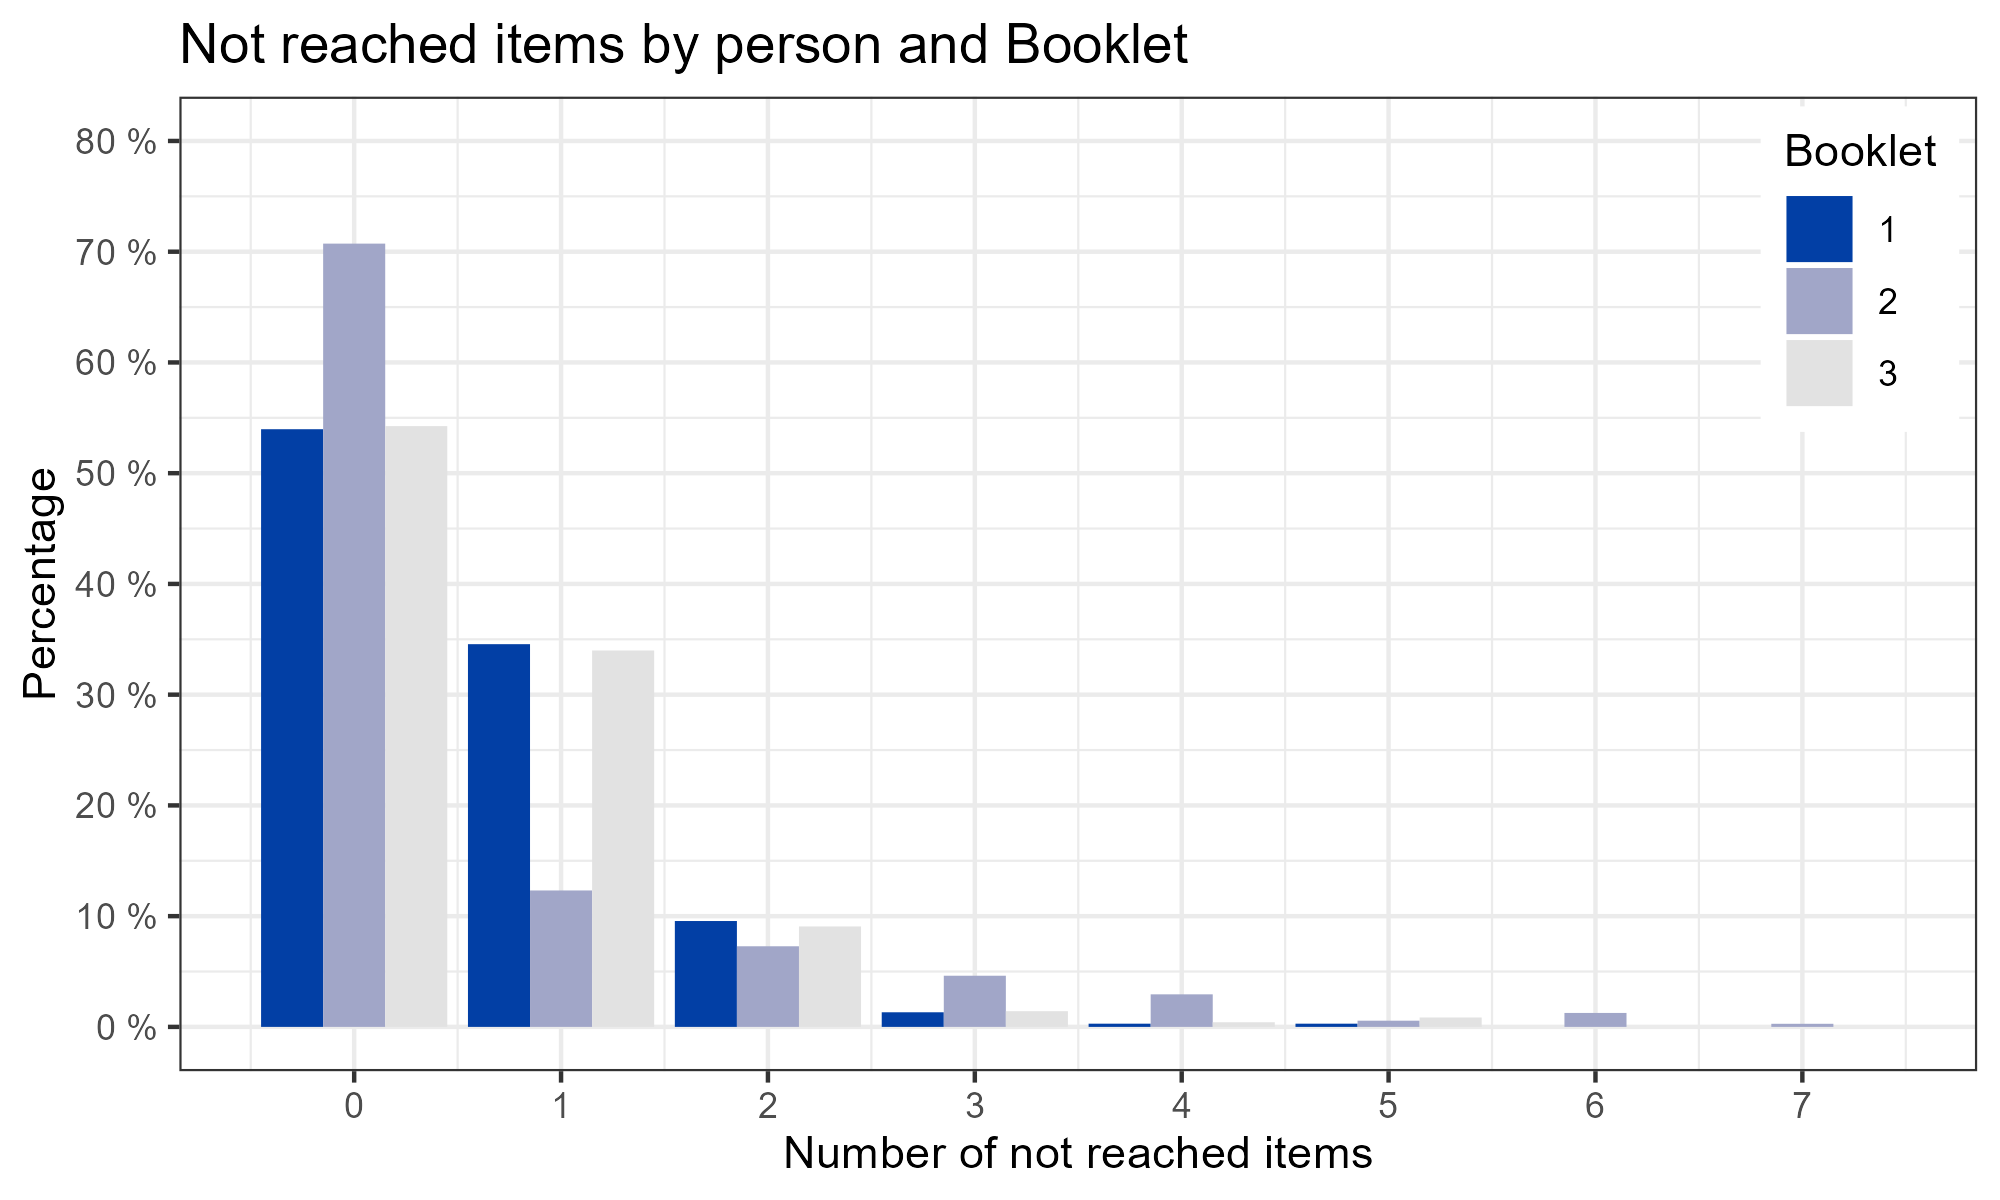 Not reached items by person and Booklet
Percentage
80 %
70 %
60 %
50 %
40 %
30 %
20 %
10 %
0 %
Booklet
1
2
3
0 1 2 3 4 5 6 7
Number of not reached items